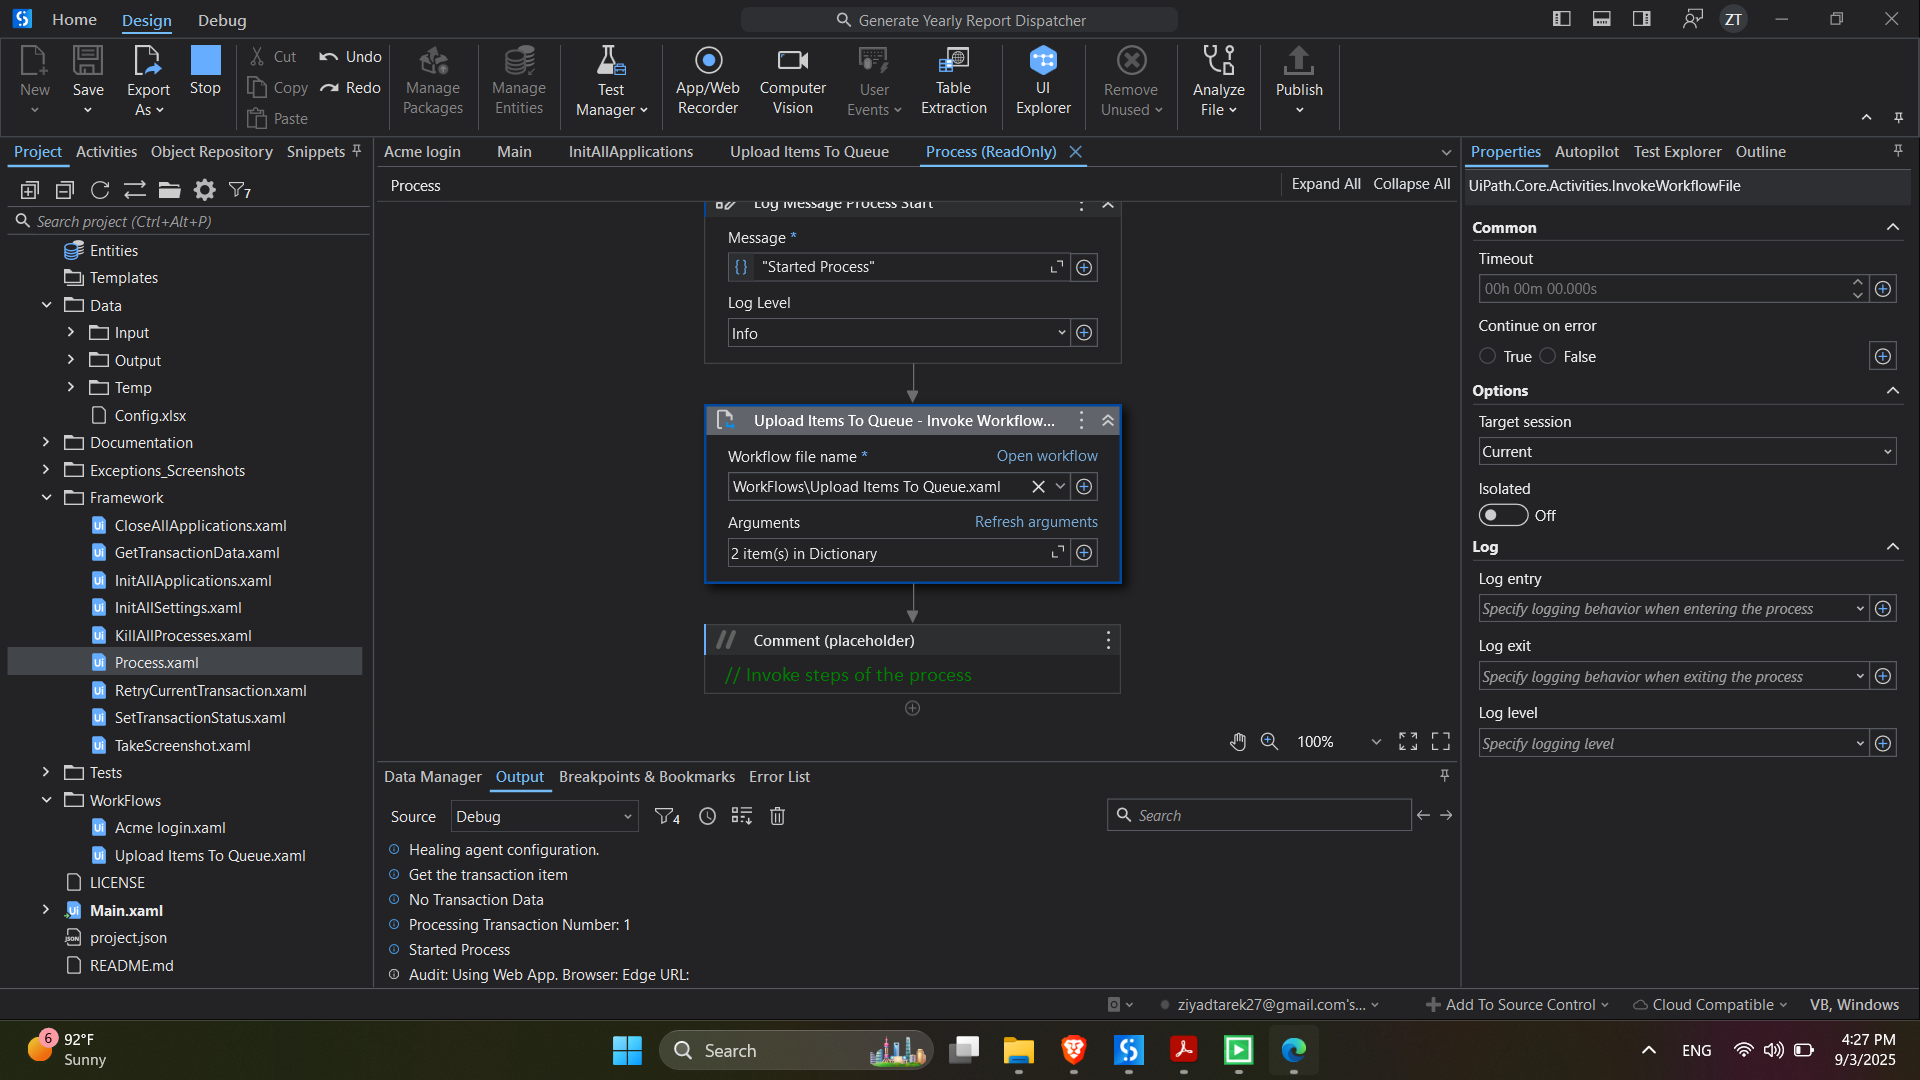 Home
Design
Debug
Generate Yearly Report Dispatcher
ZT
New
Save
Export
As
Stop
Cut
Copy
Paste
Undo
Redo
Manage
Packages
Manage
Entities
Test
Manager
App/Web
Recorder
Computer
Vision
User
Events
Table
Extraction
UI
Explorer
Remove
Unused
Analyze
File
Publish
Project
Activities
Object Repository
Snippets
7
Search project (Ctrl+Alt+P)
Entities
Templates
Data
Input
Output
Temp
Config.xlsx
Documentation
Exceptions_Screenshots
Framework
CloseAllApplications.xaml
GetTransactionData.xaml
InitAllApplications.xaml
InitAllSettings.xaml
KillAllProcesses.xaml
Process.xaml
RetryCurrentTransaction.xaml
SetTransactionStatus.xaml
TakeScreenshot.xaml
Tests
WorkFlows
Acme login.xaml
Upload Items To Queue.xaml
LICENSE
Main.xaml
project.json
README.md
Acme login
Main
InitAllApplications
Upload Items To Queue
Process (ReadOnly)
Process
Expand All
Collapse All
Log Message Process Start
Message *
{} "Started Process"
Log Level
Info
Upload Items To Queue - Invoke Workflow...
Workflow file name *
Open workflow
WorkFlows\Upload Items To Queue.xaml
Arguments
Refresh arguments
2 item(s) in Dictionary
Comment (placeholder)
// Invoke steps of the process
100%
Data Manager
Output
Breakpoints & Bookmarks
Error List
Source
Debug
4
Search
Healing agent configuration.
Get the transaction item
No Transaction Data
Processing Transaction Number: 1
Started Process
Audit: Using Web App. Browser: Edge URL:
Properties
Autopilot
Test Explorer
Outline
UiPath.Core.Activities.InvokeWorkflowFile
Common
Timeout
00h 00m 00.000s
Continue on error
True
False
Options
Target session
Current
Isolated
Off
Log
Log entry
Specify logging behavior when entering the process
Log exit
Specify logging behavior when exiting the process
Log level
Specify logging level
ziyadtarek27@gmail.com's...
Add To Source Control
Cloud Compatible
VB, Windows
6
92°F
Sunny
Search
ENG
4:27 PM
9/3/2025